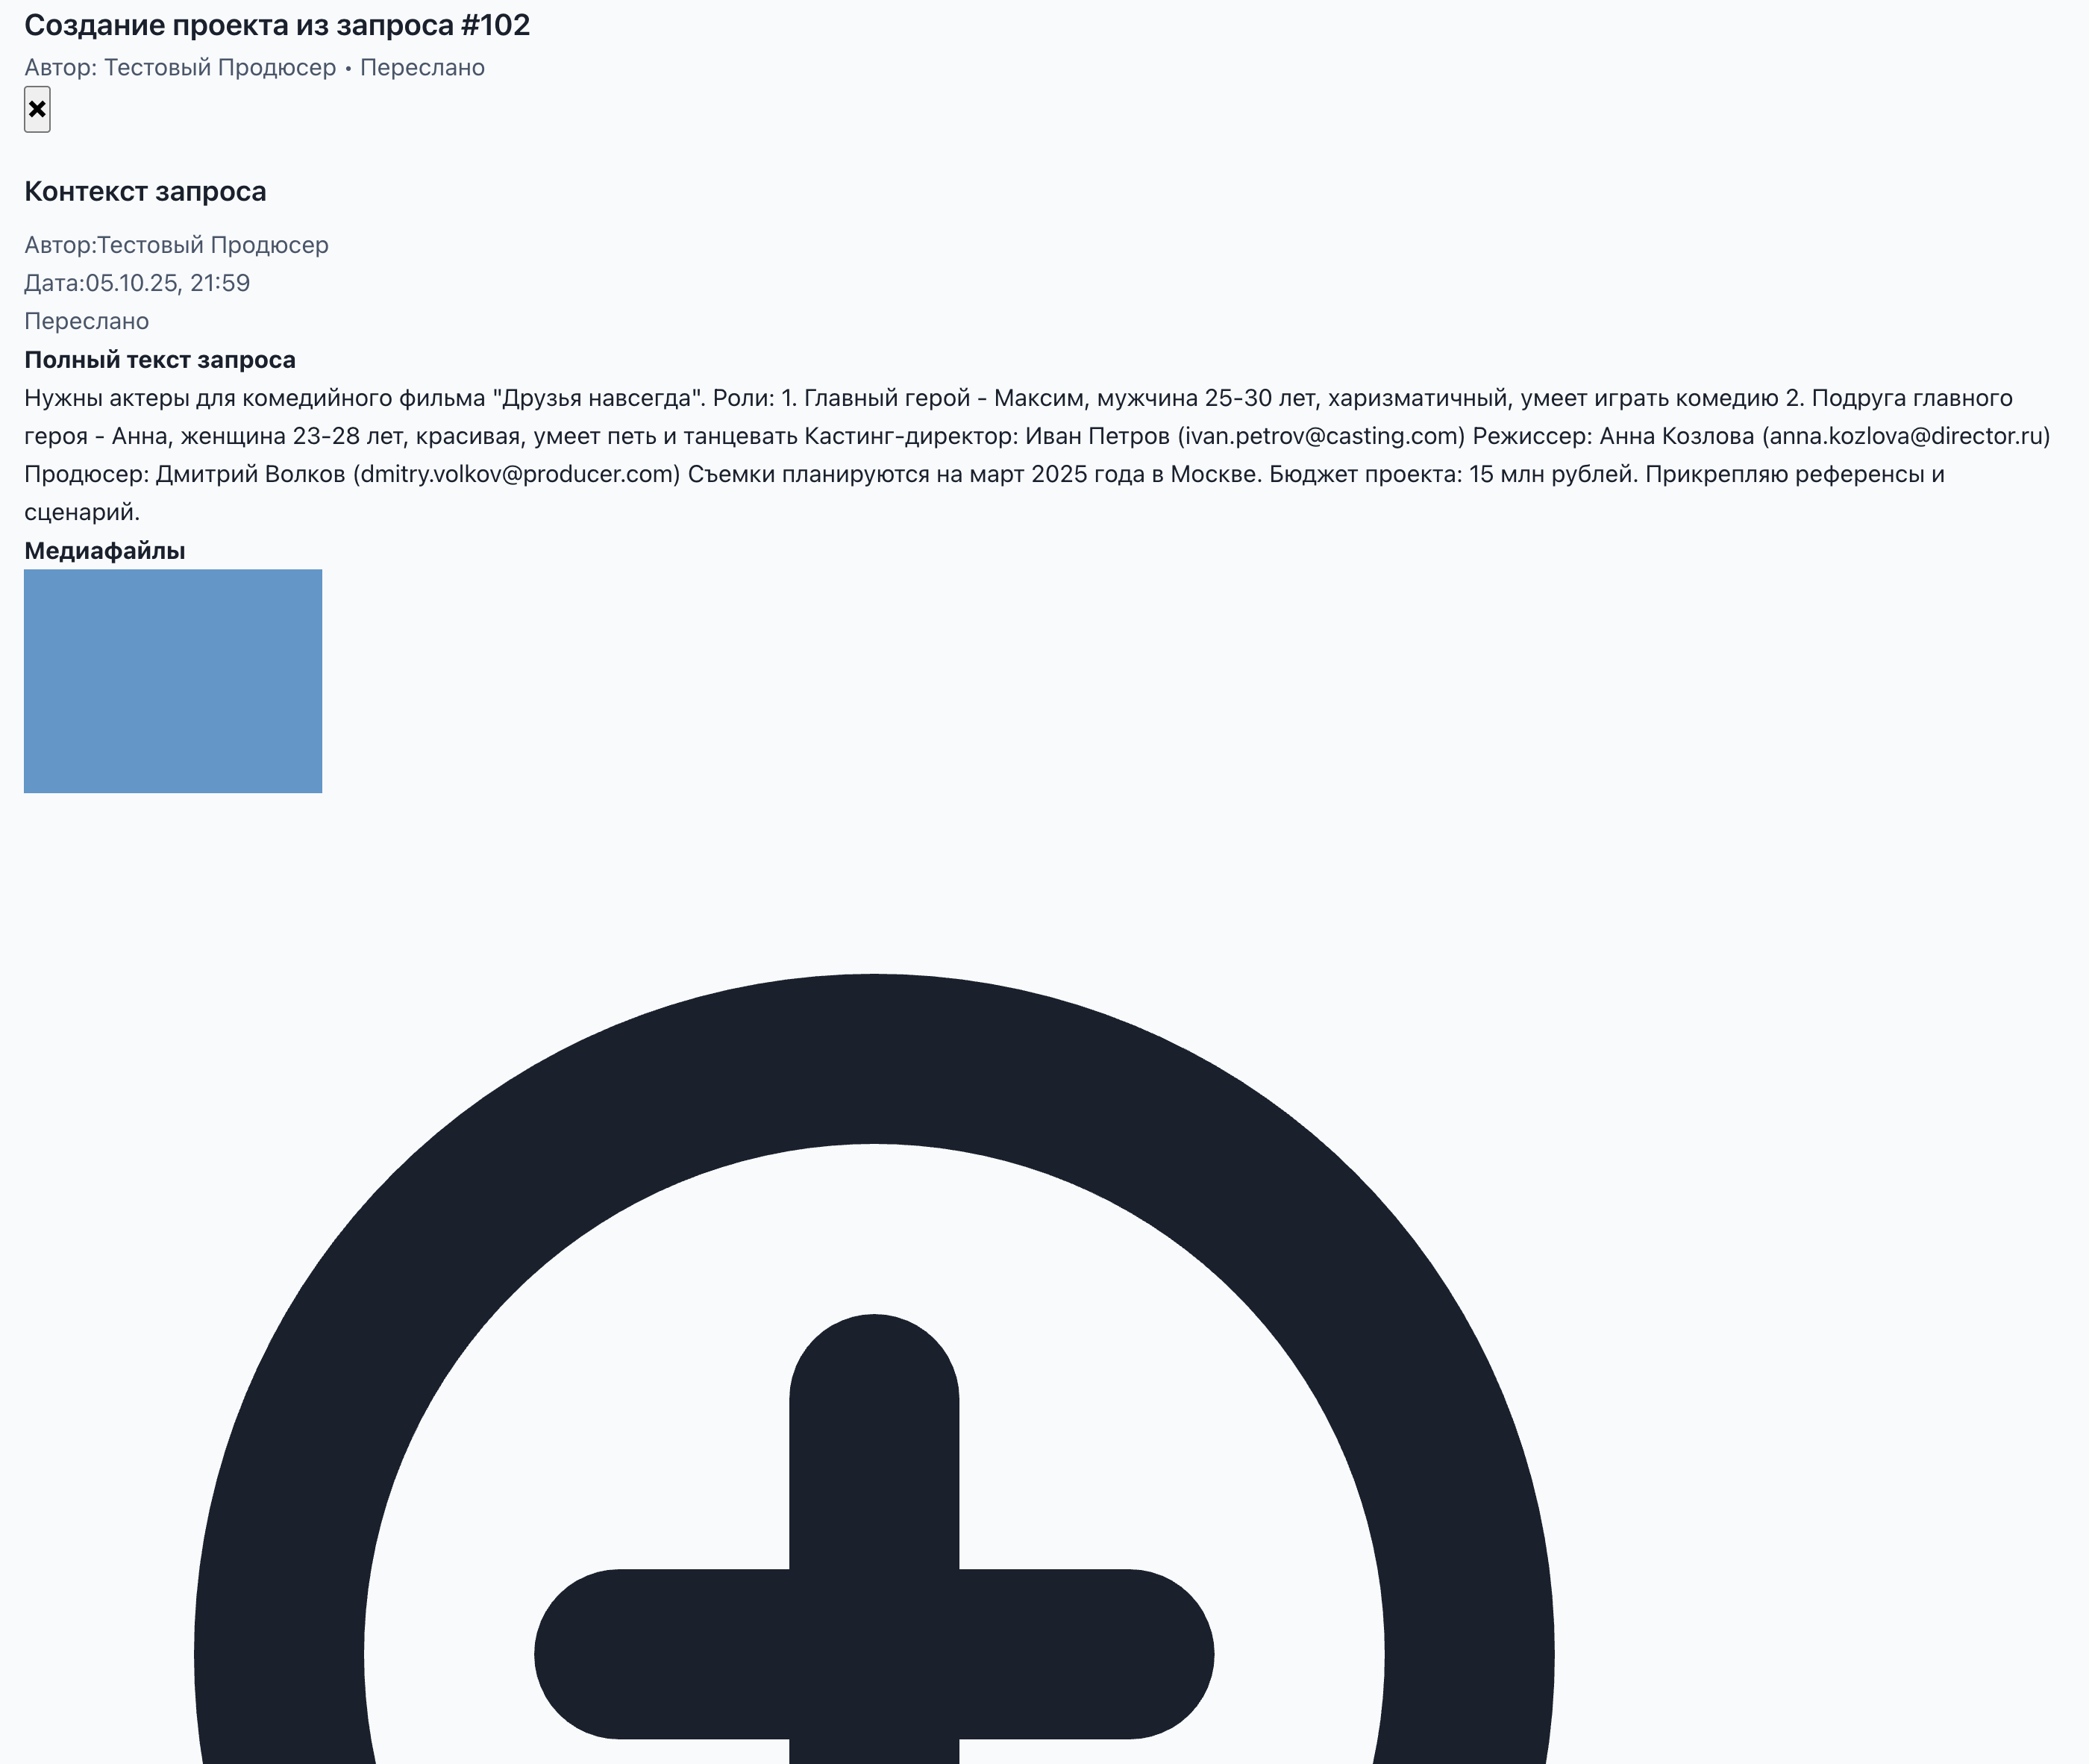 Создание проекта из запроса #102
Автор: Тестовый Продюсер • Переслано
×
Контекст запроса
Автор:Тестовый Продюсер
Дата:05.10.25, 21:59
Переслано
Полный текст запроса
Нужны актеры для комедийного фильма "Друзья навсегда". Роли: 1. Главный герой - Максим, мужчина 25-30 лет, харизматичный, умеет играть комедию 2. Подруга главного
героя - Анна, женщина 23-28 лет, красивая, умеет петь и танцевать Кастинг-директор: Иван Петров (ivan.petrov@casting.com) Режиссер: Анна Козлова (anna.kozlova@director.ru)
Продюсер: Дмитрий Волков (dmitry.volkov@producer.com) Съемки планируются на март 2025 года в Москве. Бюджет проекта: 15 млн рублей. Прикрепляю референсы и
сценарий.
Медиафайлы